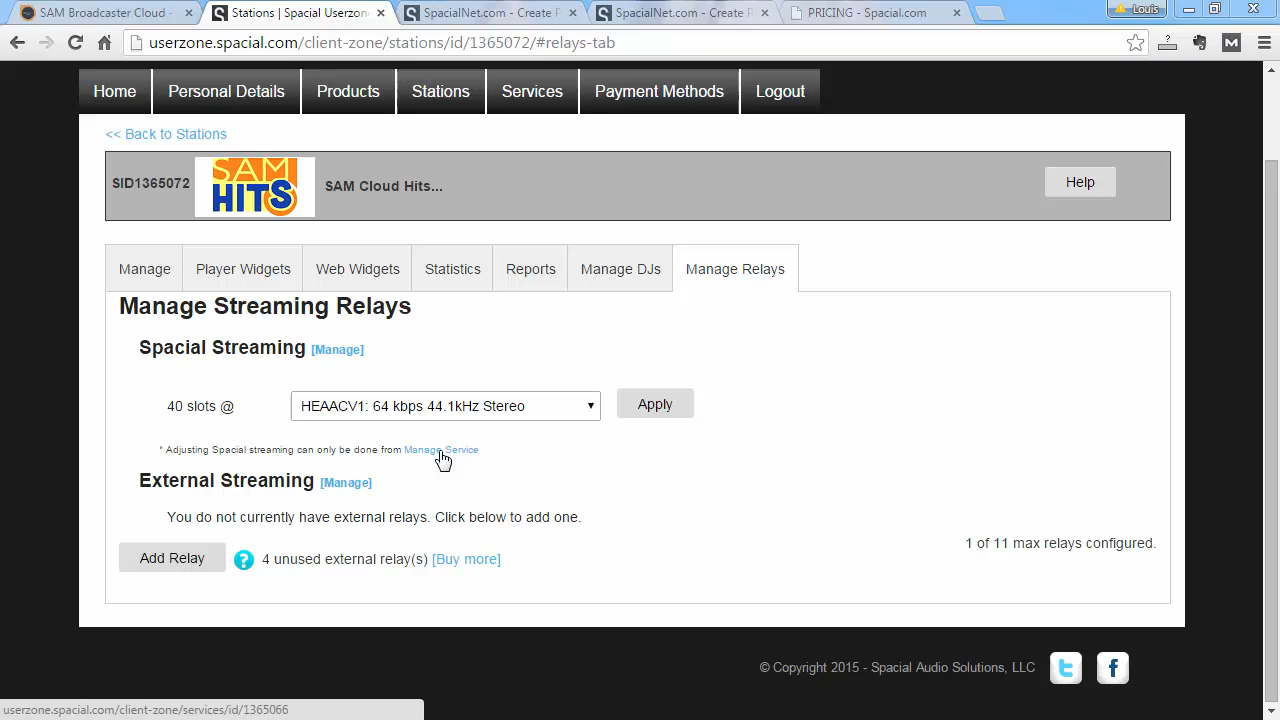 SAM Broadcaster Cloud -
Stations | Spacial Userzon
SpacialNet.com - Create P
SpacialNet.com - Create P
PRICING - Spacial.com
Louis
userzone.spacial.com/client-zone/stations/id/1365072/#relays-tab
Home
Personal Details
Products
Stations
Services
Payment Methods
Logout
<< Back to Stations
SID1365072
SAM
HITS
SAM Cloud Hits...
Help
Manage
Player Widgets
Web Widgets
Statistics
Reports
Manage DJs
Manage Relays
Manage Streaming Relays
Spacial Streaming [Manage]
40 slots @
HEAACV1: 64 kbps 44.1kHz Stereo
Apply
* Adjusting Spacial streaming can only be done from Manage Service
External Streaming [Manage]
You do not currently have external relays. Click below to add one.
1 of 11 max relays configured.
Add Relay
? 4 unused external relay(s) [Buy more]
© Copyright 2015 - Spacial Audio Solutions, LLC
userzone.spacial.com/client-zone/services/id/1365066